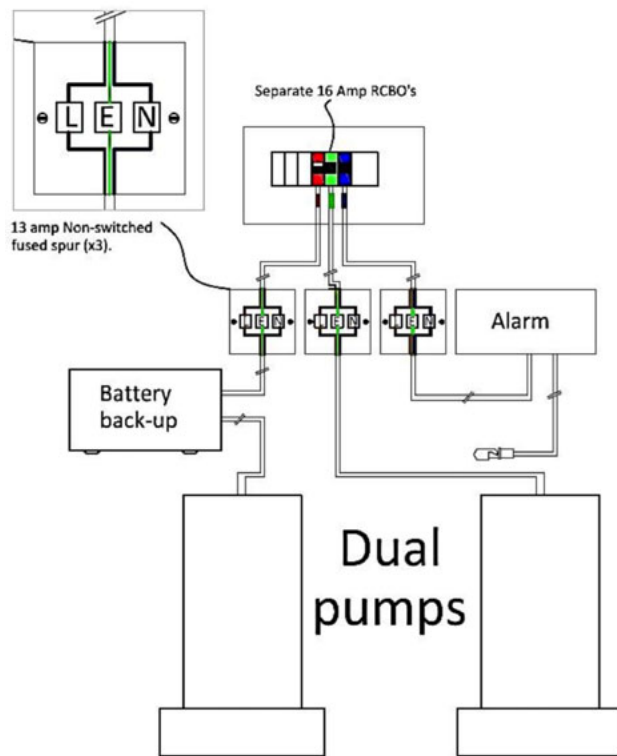 L E N
Separate 16 Amp RCBO's
13 amp Non-switched
fused spur (x3).
L E N
L E N
L E N
Alarm
Battery
back-up
Dual
pumps